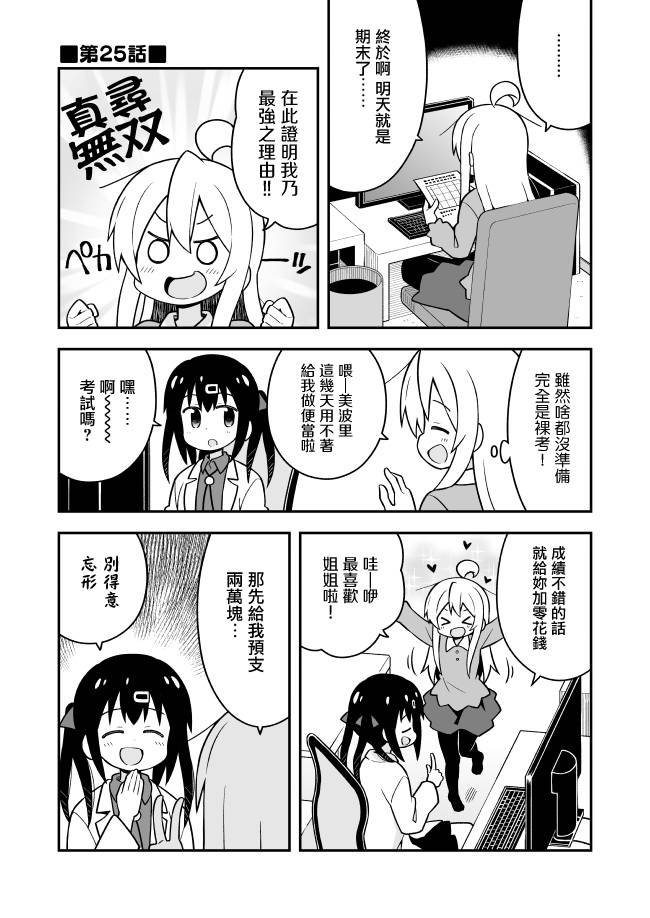 ■第25話■
………
終於啊 明天就是
期末了……
在此證明我乃
最強之理由!!
真尋
無双
ペカーー!!
雖然啥都沒準備
完全是裸考!
喂—美波里
這幾天用不著
給我做便當啦
嘿……
啊~~~~
考試嗎?
成績不錯的話
就給妳加零花錢
哇—咿
最喜歡
姐姐啦!
那先給我預支
兩萬塊…
別得意
忘形